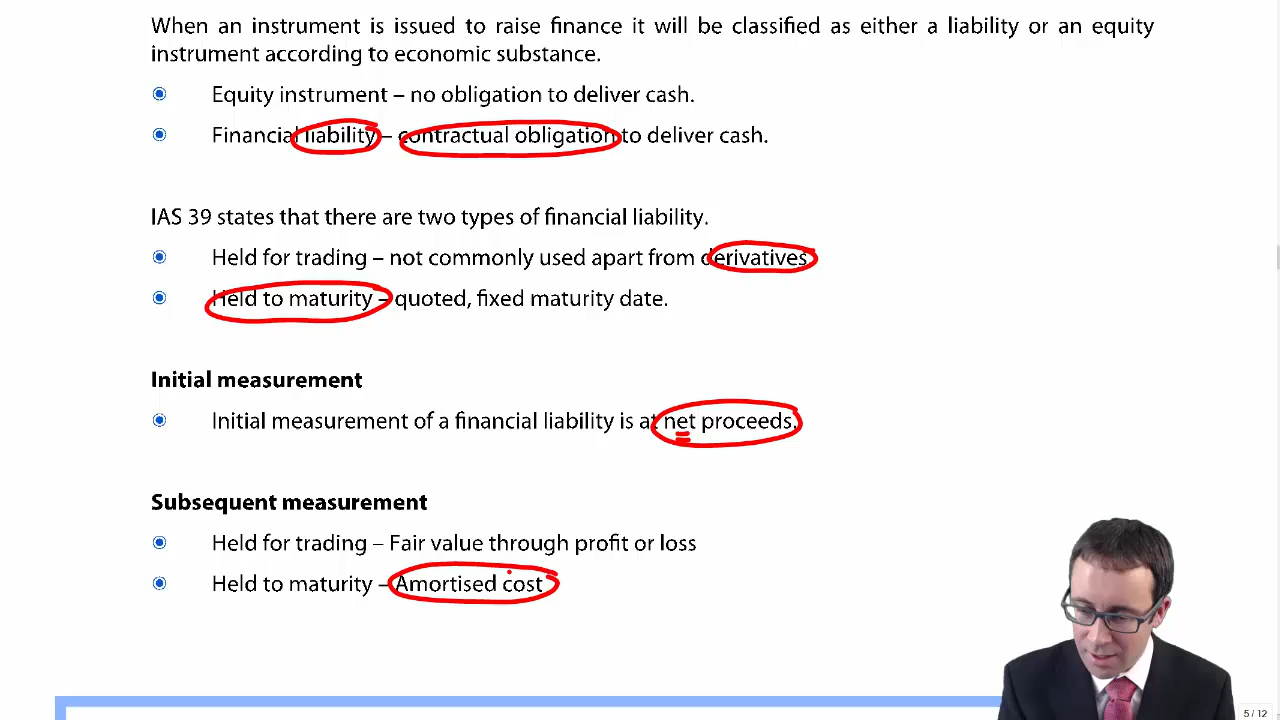 When an instrument is issued to raise finance it will be classified as either a liability or an equity
instrument according to economic substance.
Equity instrument – no obligation to deliver cash.
Financial liability – contractual obligation to deliver cash.
IAS 39 states that there are two types of financial liability.
Held for trading – not commonly used apart from derivatives.
Held to maturity – quoted, fixed maturity date.
Initial measurement
Initial measurement of a financial liability is at net proceeds.
Subsequent measurement
Held for trading – Fair value through profit or loss
Held to maturity – Amortised cost
5 / 12